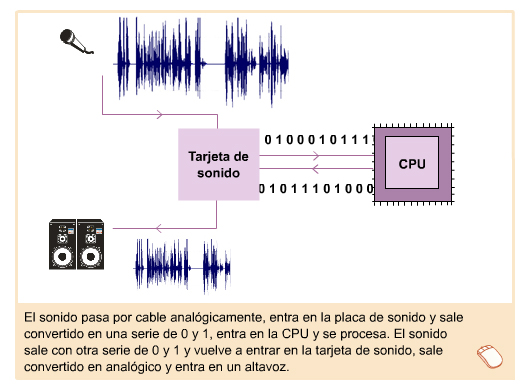 0 1 0 0 0 1 0 1 1 1 1
Tarjeta de
sonido
CPU
0 1 0 1 1 1 0 1 0 0 0
El sonido pasa por cable analógicamente, entra en la placa de sonido y sale
convertido en una serie de 0 y 1, entra en la CPU y se procesa. El sonido
sale con otra serie de 0 y 1 y vuelve a entrar en la tarjeta de sonido, sale
convertido en analógico y entra en un altavoz.